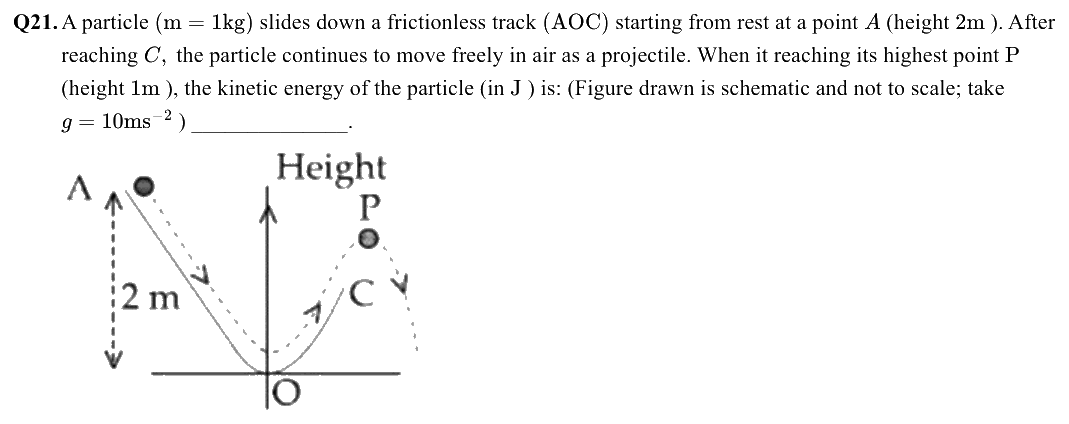 Q21. A particle (m = 1kg) slides down a frictionless track (AOC) starting from rest at a point A (height 2m ). After
reaching C, the particle continues to move freely in air as a projectile. When it reaching its highest point P
(height 1m ), the kinetic energy of the particle (in J ) is: (Figure drawn is schematic and not to scale; take
g = 10ms⁻² ) ______________.
Height
A
P
2 m
C
O